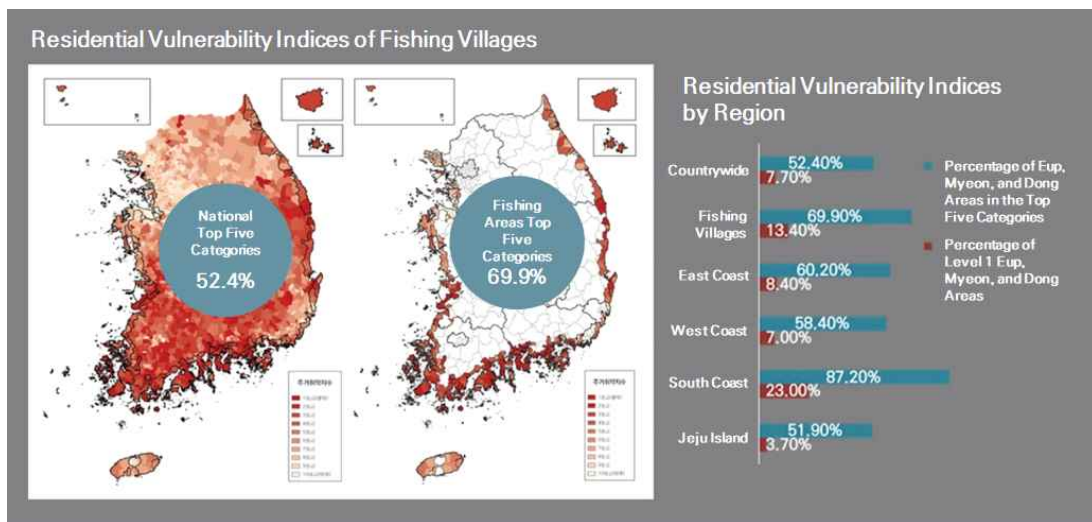 Residential Vulnerability Indices of Fishing Villages
National
Top Five
Categories
52.4%
Fishing
Areas Top
Five
Categories
69.9%
Residential Vulnerability Indices
by Region
Countrywide
52.40%
7.70%
Fishing
Villages
69.90%
13.40%
East Coast
60.20%
8.40%
West Coast
58.40%
7.00%
South Coast
87.20%
23.00%
Jeju Island
51.90%
3.70%
Percentage of Eup,
Myeon, and Dong
Areas in the Top
Five Categories
Percentage of
Level 1 Eup,
Myeon, and Dong
Areas